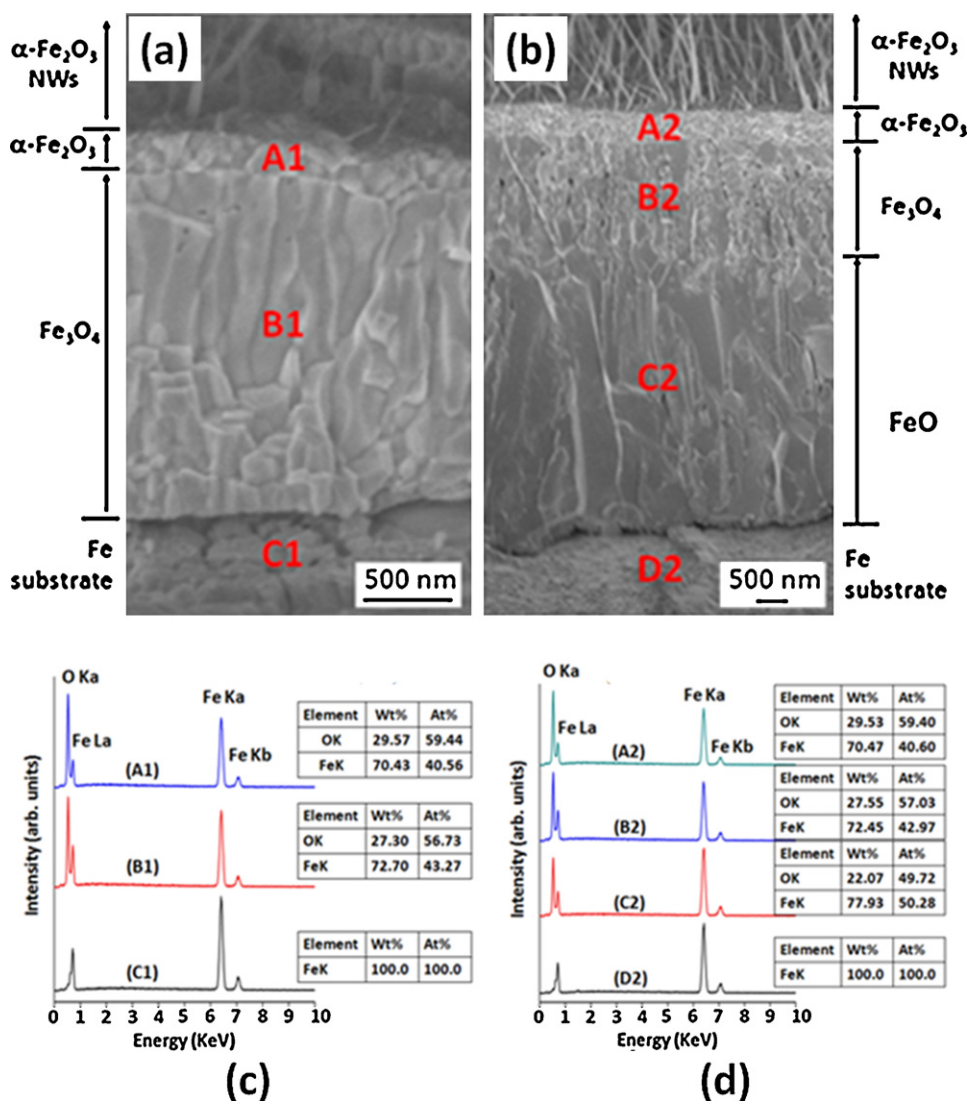 (a)
(b)
α-Fe₂O₃
NWs
α-Fe₂O₃
Fe₃O₄
Fe
substrate
A1
B1
C1
500 nm
A2
B2
C2
D2
500 nm
α-Fe₂O₃
NWs
α-Fe₂O₃
Fe₃O₄
FeO
Fe
substrate
O Ka
Fe La
Fe Ka
Fe Kb
(A1)
(B1)
(C1)
Element Wt% At%
OK 29.57 59.44
FeK 70.43 40.56
Element Wt% At%
OK 27.30 56.73
FeK 72.70 43.27
Element Wt% At%
FeK 100.0 100.0
Intensity (arb. units)
0 1 2 3 4 5 6 7 8 9 10
Energy (KeV)
(c)
O Ka
Fe La
Fe Ka
Fe Kb
(A2)
(B2)
(C2)
(D2)
Element Wt% At%
OK 29.53 59.40
FeK 70.47 40.60
Element Wt% At%
OK 27.55 57.03
FeK 72.45 42.97
Element Wt% At%
OK 22.07 49.72
FeK 77.93 50.28
Element Wt% At%
FeK 100.0 100.0
Intensity (arb. units)
0 1 2 3 4 5 6 7 8 9 10
Energy (KeV)
(d)